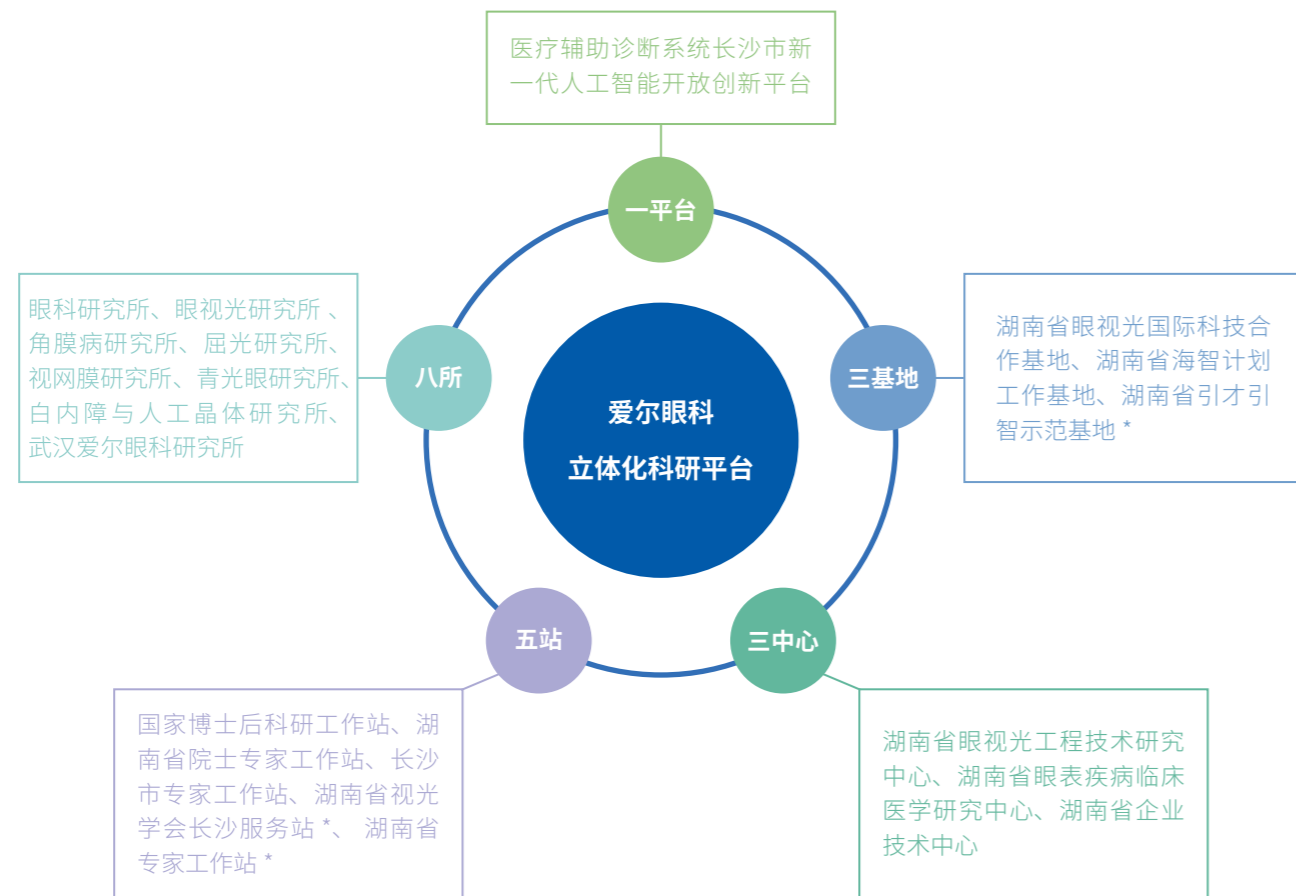 医疗辅助诊断系统长沙市新
一代人工智能开放创新平台
一平台
眼科研究所、眼视光研究所 、
角膜病研究所、屈光研究所、
视网膜研究所、青光眼研究所、
白内障与人工晶体研究所、
武汉爱尔眼科研究所
八所
爱尔眼科
立体化科研平台
三基地
湖南省眼视光国际科技合
作基地、湖南省海智计划
工作基地、湖南省引才引
智示范基地 *
五站
国家博士后科研工作站、湖
南省院士专家工作站、长沙
市专家工作站、湖南省视光
学会长沙服务站 *、 湖南省
专家工作站 *
三中心
湖南省眼视光工程技术研究
中心、湖南省眼表疾病临床
医学研究中心、湖南省企业
技术中心